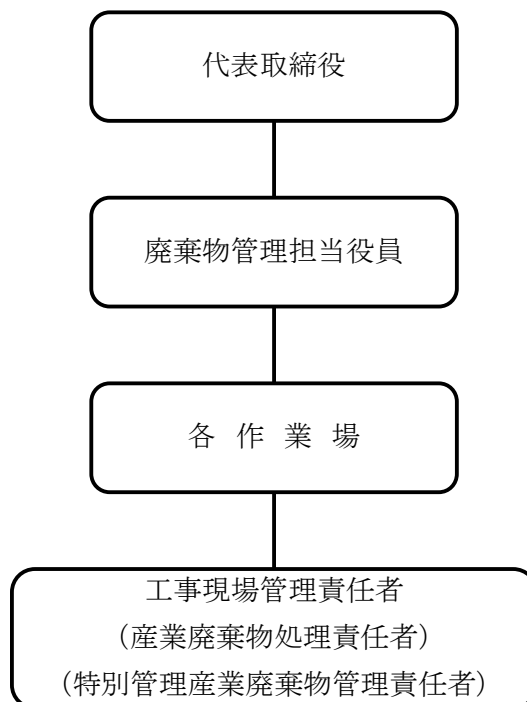 代表取締役
廃棄物管理担当役員
各 作 業 場
工事現場管理責任者
（産業廃棄物処理責任者）
（特別管理産業廃棄物管理責任者）